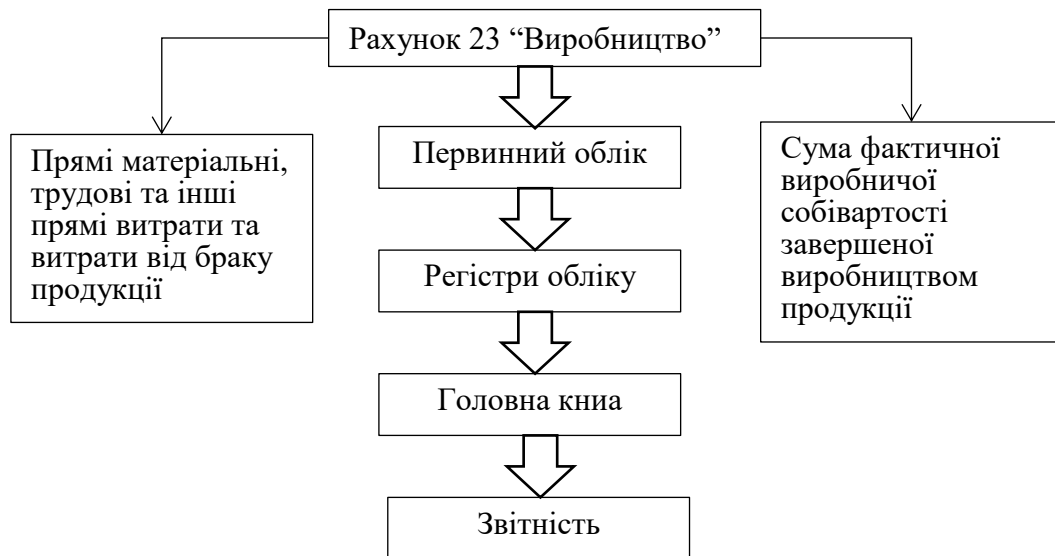 Рахунок 23 “Виробництво”
Прямі матеріальні,
трудові та інші
прямі витрати та
витрати від браку
продукції
Первинний облік
Регістри обліку
Головна книа
Звітність
Сума фактичної
виробничої
собівартості
завершеної
виробництвом
продукції